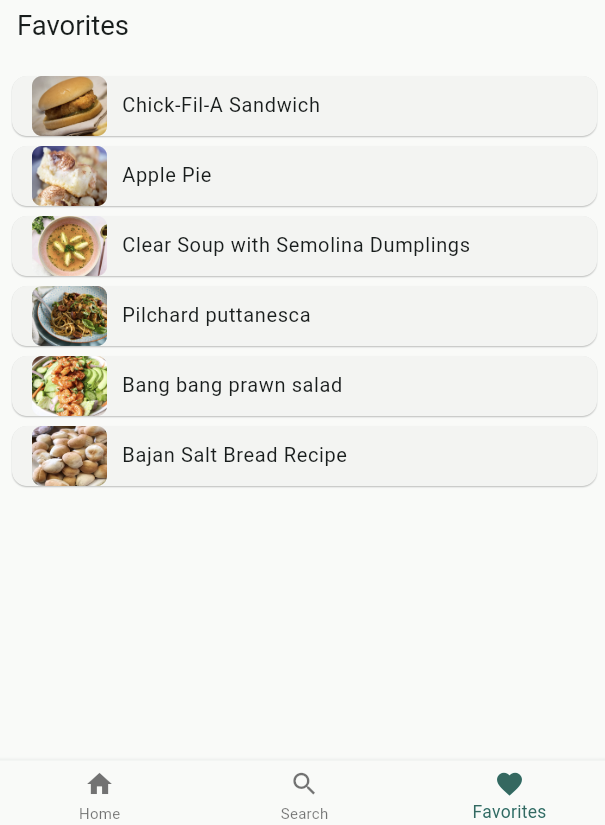 Favorites
Chick-Fil-A Sandwich
Apple Pie
Clear Soup with Semolina Dumplings
Pilchard puttanesca
Bang bang prawn salad
Bajan Salt Bread Recipe
Home
Search
Favorites